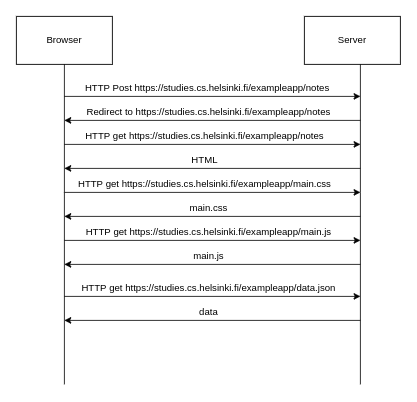 Browser
Server
HTTP Post https://studies.cs.helsinki.fi/exampleapp/notes
Redirect to https://studies.cs.helsinki.fi/exampleapp/notes
HTTP get https://studies.cs.helsinki.fi/exampleapp/notes
HTML
HTTP get https://studies.cs.helsinki.fi/exampleapp/main.css
main.css
HTTP get https://studies.cs.helsinki.fi/exampleapp/main.js
main.js
HTTP get https://studies.cs.helsinki.fi/exampleapp/data.json
data